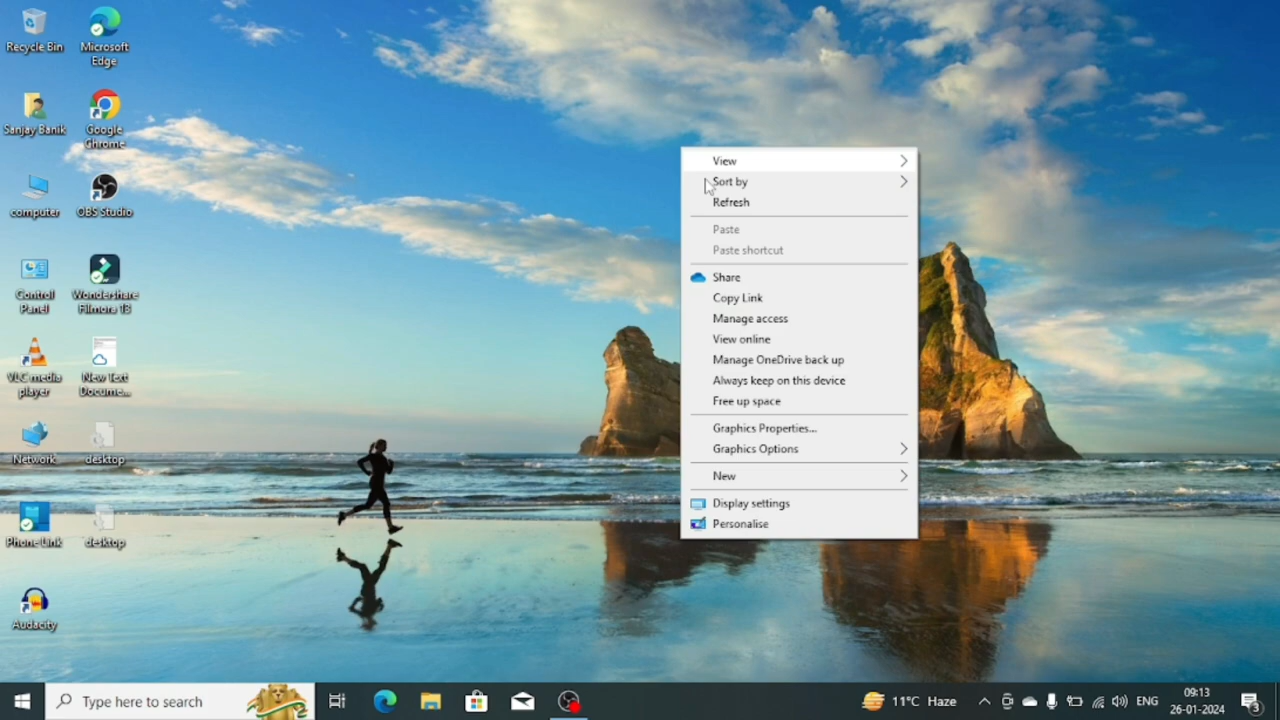 Recycle Bin
Microsoft
Edge
Sanjay Banik
Google
Chrome
computer
OBS Studio
Control
Panel
Wondershare
Filmora 13
VLC media
player
New Text
Docume...
Network
desktop
Phone Link
desktop
Audacity
View
Sort by
Refresh
Paste
Paste shortcut
Share
Copy Link
Manage access
View online
Manage OneDrive back up
Always keep on this device
Free up space
Graphics Properties...
Graphics Options
New
Display settings
Personalise
Type here to search
11°C Haze
ENG
09:13
26-01-2024
3